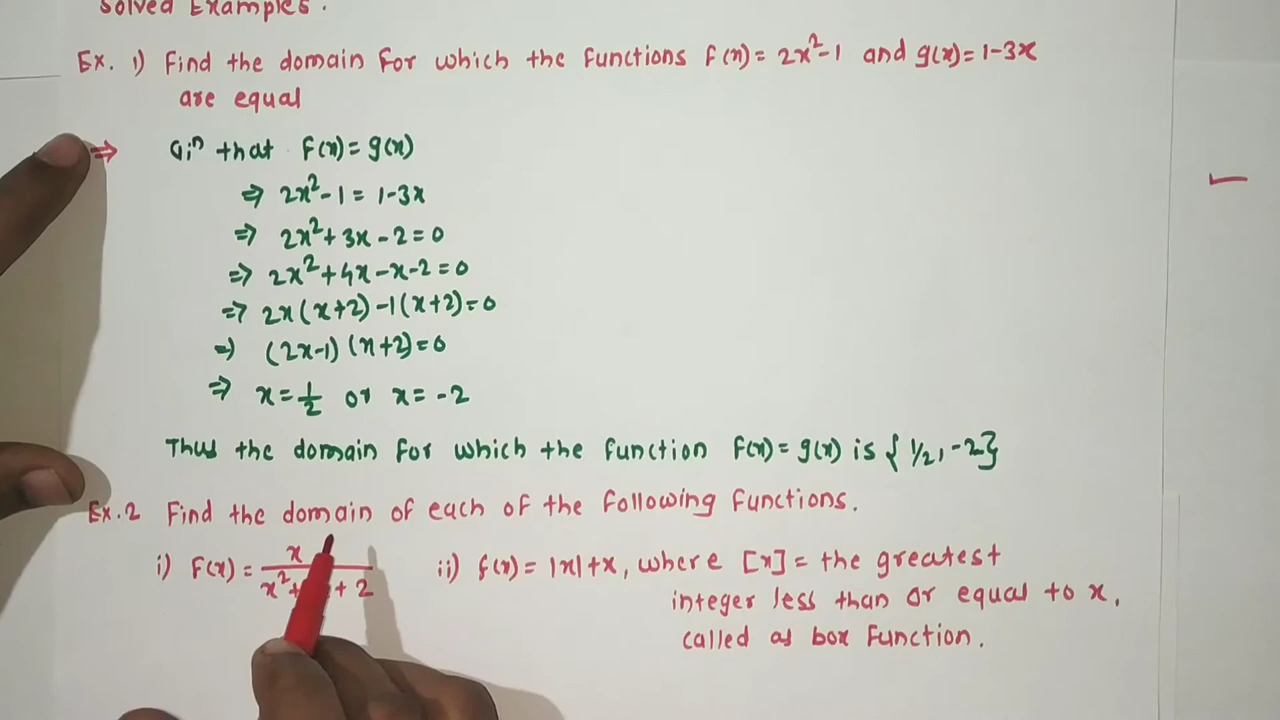 Solved Examples.
Ex. 1) Find the domain for which the functions f(x) = 2x²-1 and g(x) = 1-3x
are equal
⇒ Giⁿ that f(x) = g(x)
⇒ 2x² - 1 = 1-3x
⇒ 2x² + 3x - 2 = 0
⇒ 2x² + 4x - x - 2 = 0
⇒ 2x(x+2) - 1(x+2) = 0
⇒ (2x-1) (x+2) = 0
⇒ x = 1/2 or x = -2
Thus the domain for which the function f(x) = g(x) is {1/2, -2}
Ex. 2 Find the domain of each of the following functions.
i) f(x) = x / x² + + 2 ii) f(x) = |x| + x, where [x] = the greatest
integer less than or equal to x,
called as box function.